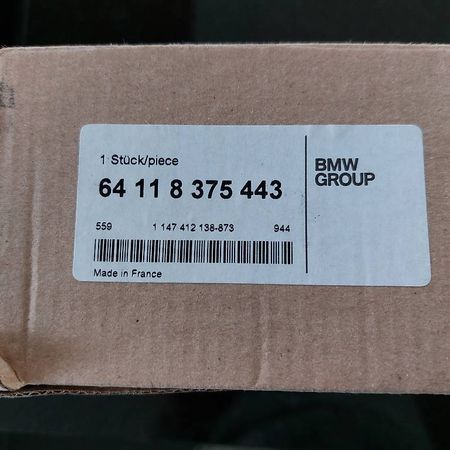 1 Stück/piece
64 11 8 375 443
559 1 147 412 138-873 944
Made in France
BMW
GROUP